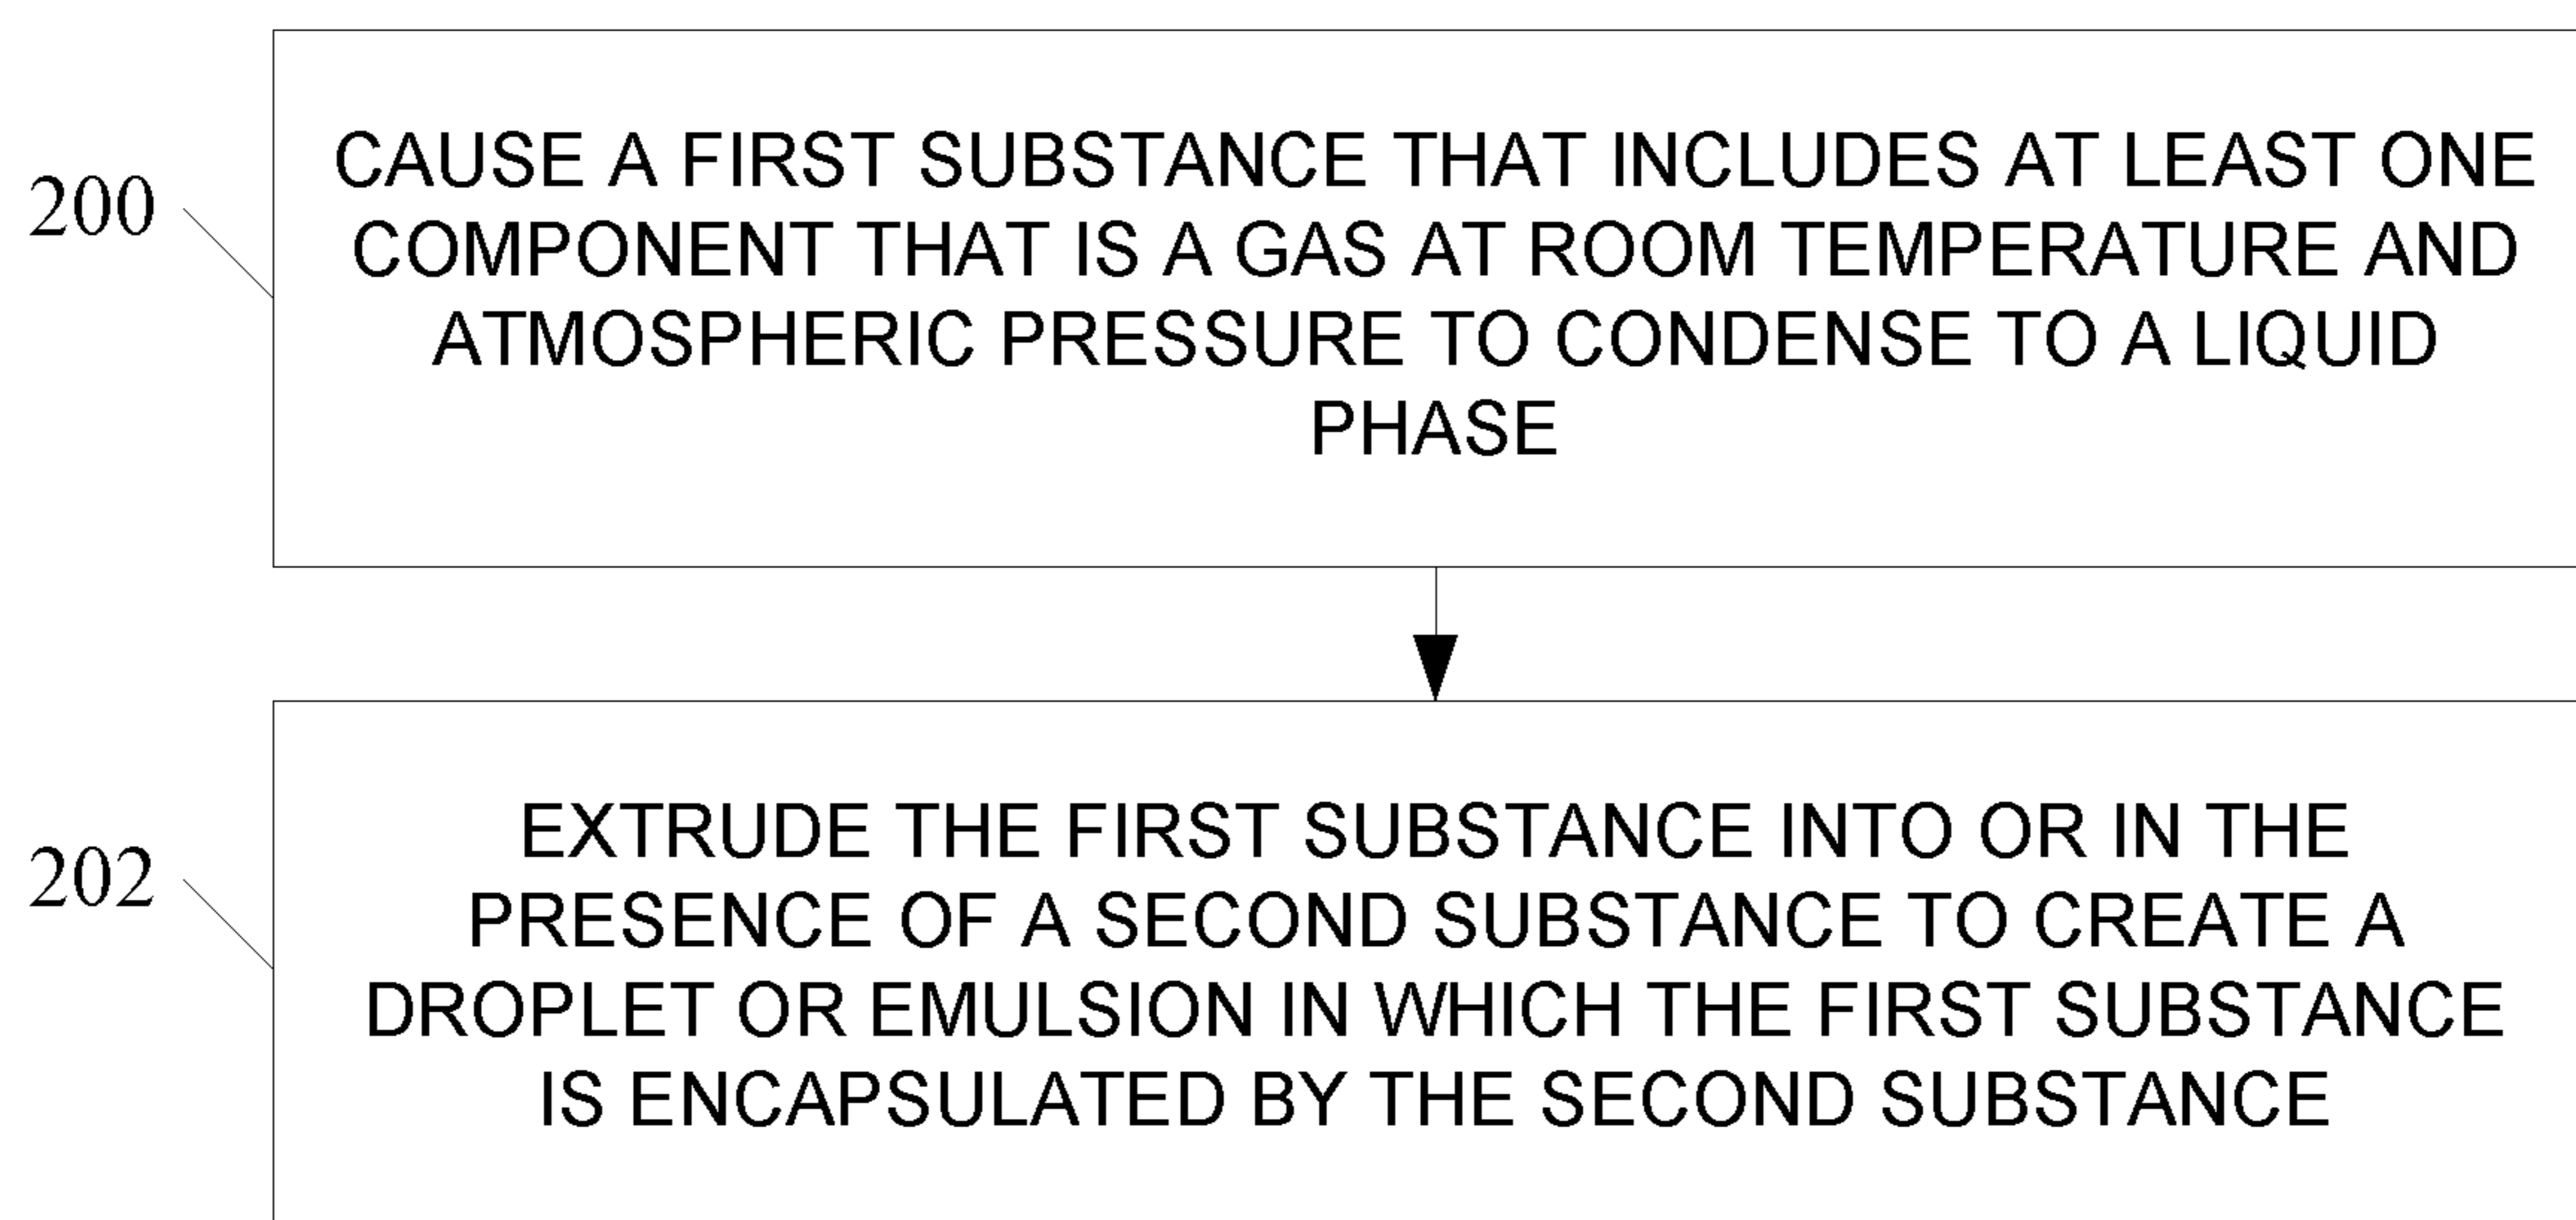 200
CAUSE A FIRST SUBSTANCE THAT INCLUDES AT LEAST ONE
COMPONENT THAT IS A GAS AT ROOM TEMPERATURE AND
ATMOSPHERIC PRESSURE TO CONDENSE TO A LIQUID
PHASE
202
EXTRUDE THE FIRST SUBSTANCE INTO OR IN THE
PRESENCE OF A SECOND SUBSTANCE TO CREATE A
DROPLET OR EMULSION IN WHICH THE FIRST SUBSTANCE
IS ENCAPSULATED BY THE SECOND SUBSTANCE